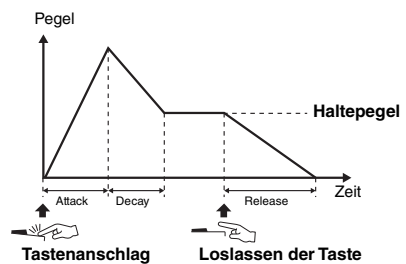 Pegel
Haltepegel
Zeit
Attack Decay Release
Tastenanschlag Loslassen der Taste